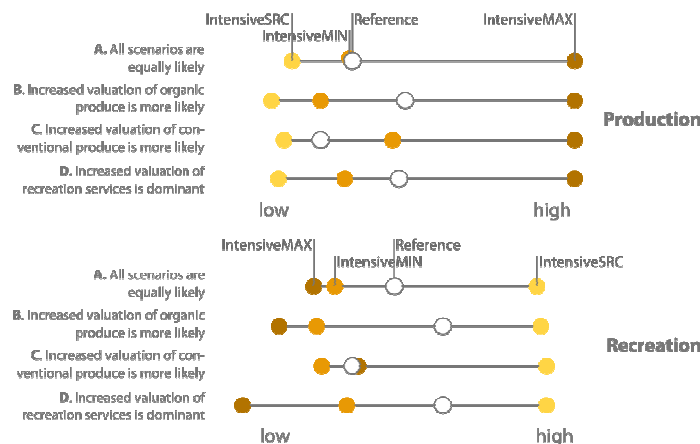 IntensiveSRC
Reference
IntensiveMAX
IntensiveMIN
A. All scenarios are
equally likely
B. Increased valuation of organic
produce is more likely
C. Increased valuation of con-
ventional produce is more likely
D. Increased valuation of
recreation services is dominant
Production
low
high
IntensiveMAX
Reference
IntensiveMIN
IntensiveSRC
A. All scenarios are
equally likely
B. Increased valuation of organic
produce is more likely
C. Increased valuation of con-
ventional produce is more likely
D. Increased valuation of
recreation services is dominant
Recreation
low
high